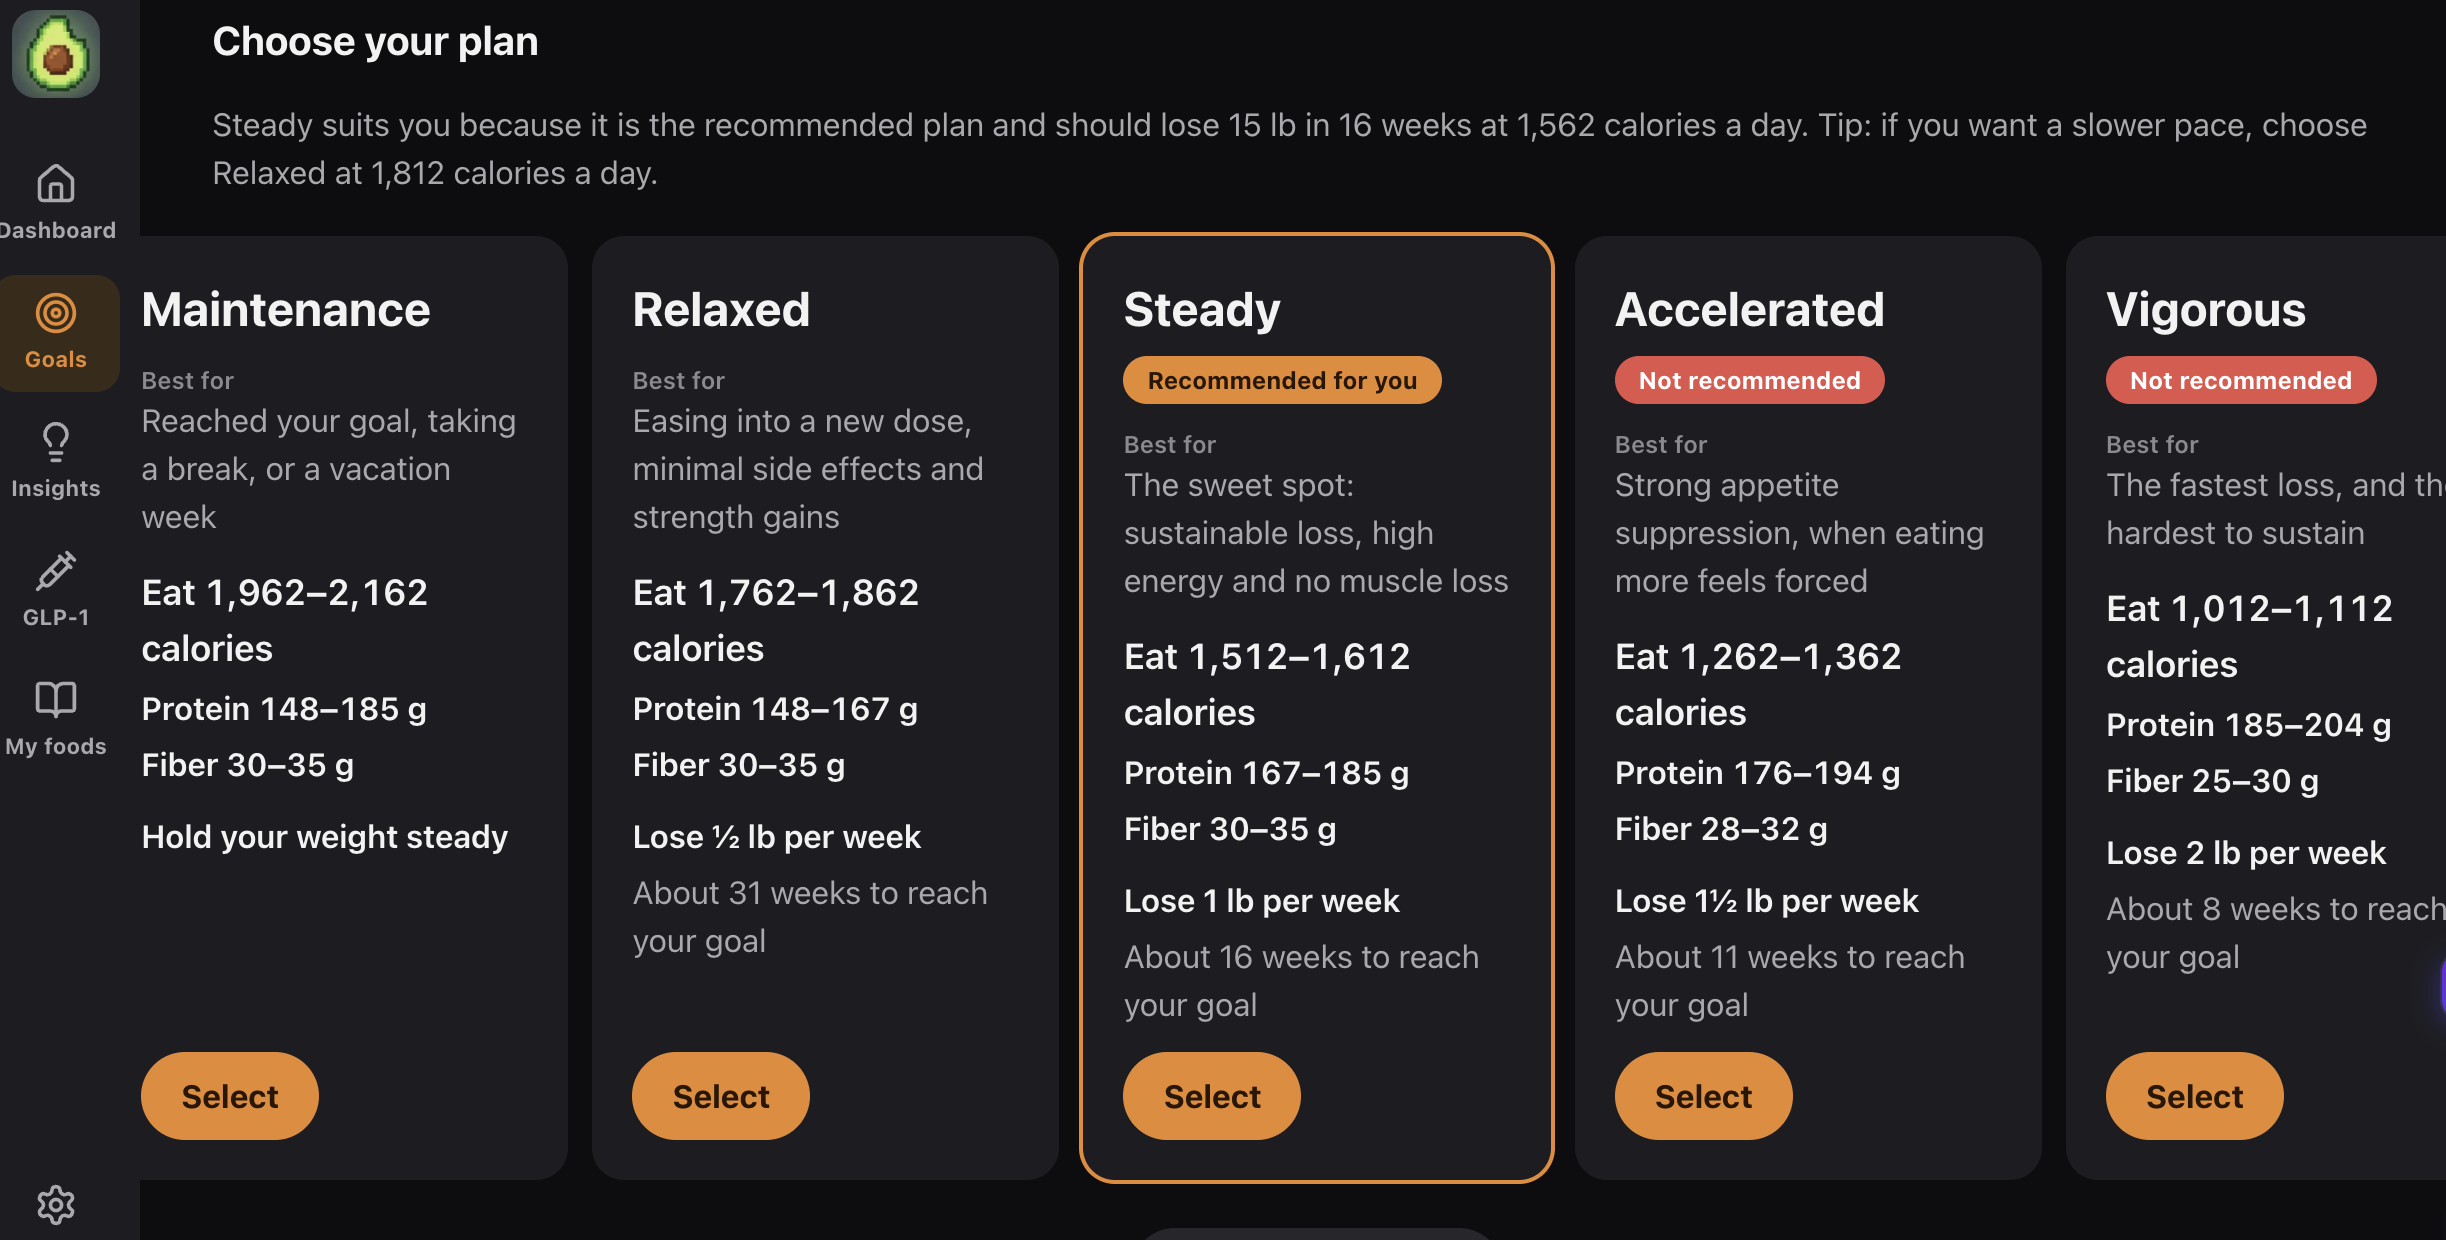 Choose your plan
Steady suits you because it is the recommended plan and should lose 15 lb in 16 weeks at 1,562 calories a day. Tip: if you want a slower pace, choose
Relaxed at 1,812 calories a day.
Dashboard
Goals
Insights
GLP-1
My foods
Maintenance
Best for
Reached your goal, taking
a break, or a vacation
week
Eat 1,962–2,162
calories
Protein 148–185 g
Fiber 30–35 g
Hold your weight steady
Select
Relaxed
Best for
Easing into a new dose,
minimal side effects and
strength gains
Eat 1,762–1,862
calories
Protein 148–167 g
Fiber 30–35 g
Lose ½ lb per week
About 31 weeks to reach
your goal
Select
Steady
Recommended for you
Best for
The sweet spot:
sustainable loss, high
energy and no muscle loss
Eat 1,512–1,612
calories
Protein 167–185 g
Fiber 30–35 g
Lose 1 lb per week
About 16 weeks to reach
your goal
Select
Accelerated
Not recommended
Best for
Strong appetite
suppression, when eating
more feels forced
Eat 1,262–1,362
calories
Protein 176–194 g
Fiber 28–32 g
Lose 1½ lb per week
About 11 weeks to reach
your goal
Select
Vigorous
Not recommended
Best for
The fastest loss, and
hardest to sustain
Eat 1,012–1,112
calories
Protein 185–204 g
Fiber 25–30 g
Lose 2 lb per week
About 8 weeks to reach
your goal
Select